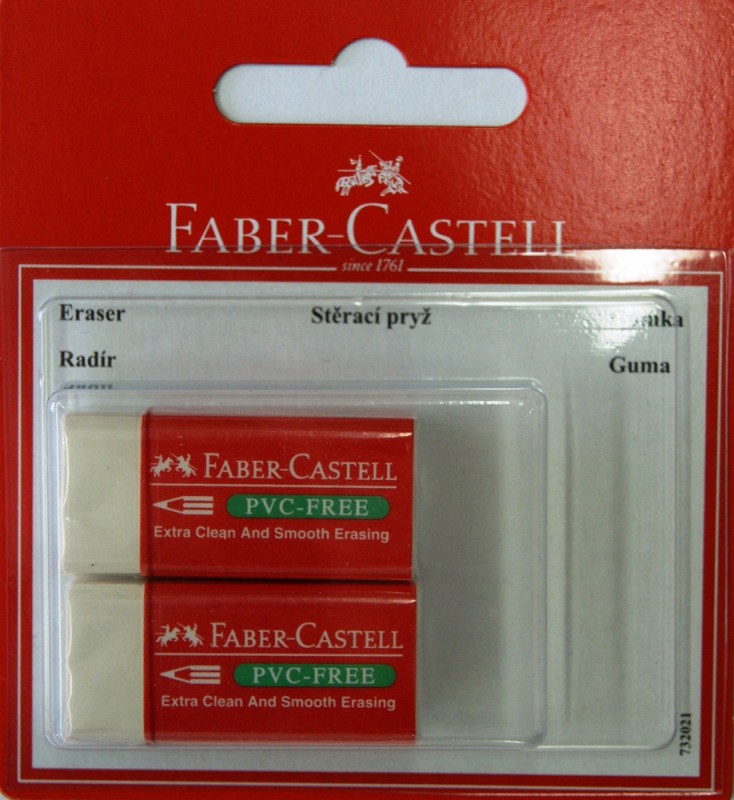 FABER-CASTELL
since 1761
Eraser Stěrací pryž
Radír Guma
FABER-CASTELL
PVC-FREE
Extra Clean And Smooth Erasing
FABER-CASTELL
PVC-FREE
Extra Clean And Smooth Erasing
732021